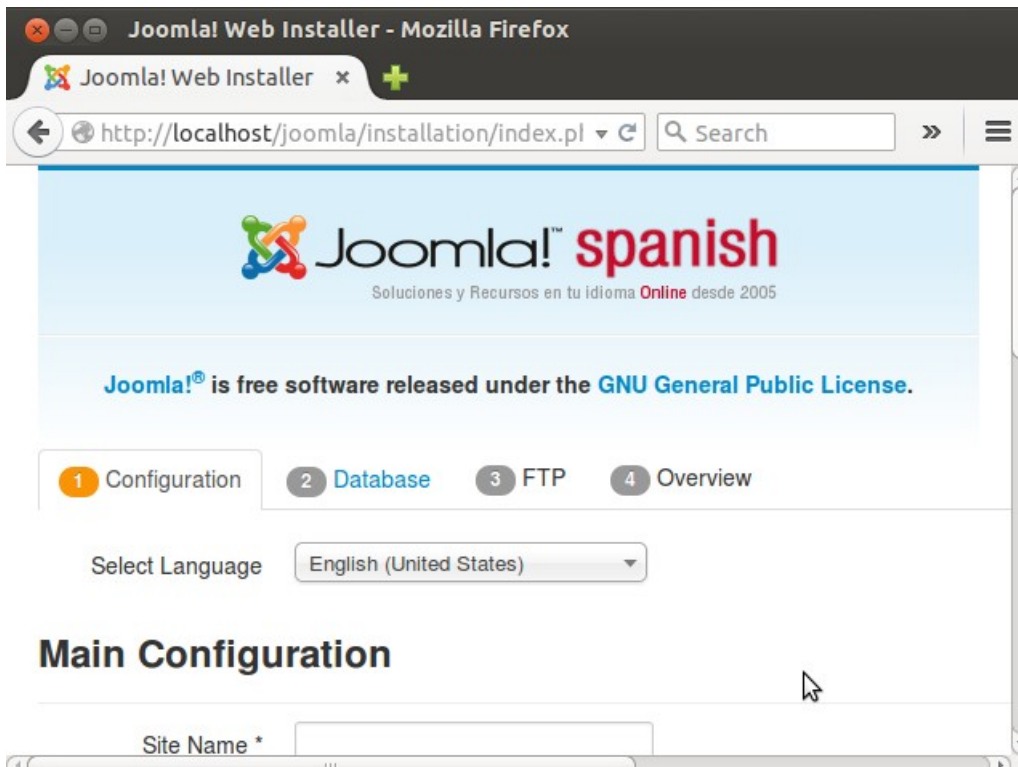 Joomla! Web Installer - Mozilla Firefox
Joomla! Web Installer
http://localhost/joomla/installation/index.pl
Search
Joomla!™ spanish
Soluciones y Recursos en tu idioma Online desde 2005
Joomla!® is free software released under the GNU General Public License.
1 Configuration 2 Database 3 FTP 4 Overview
Select Language English (United States)
Main Configuration
Site Name *